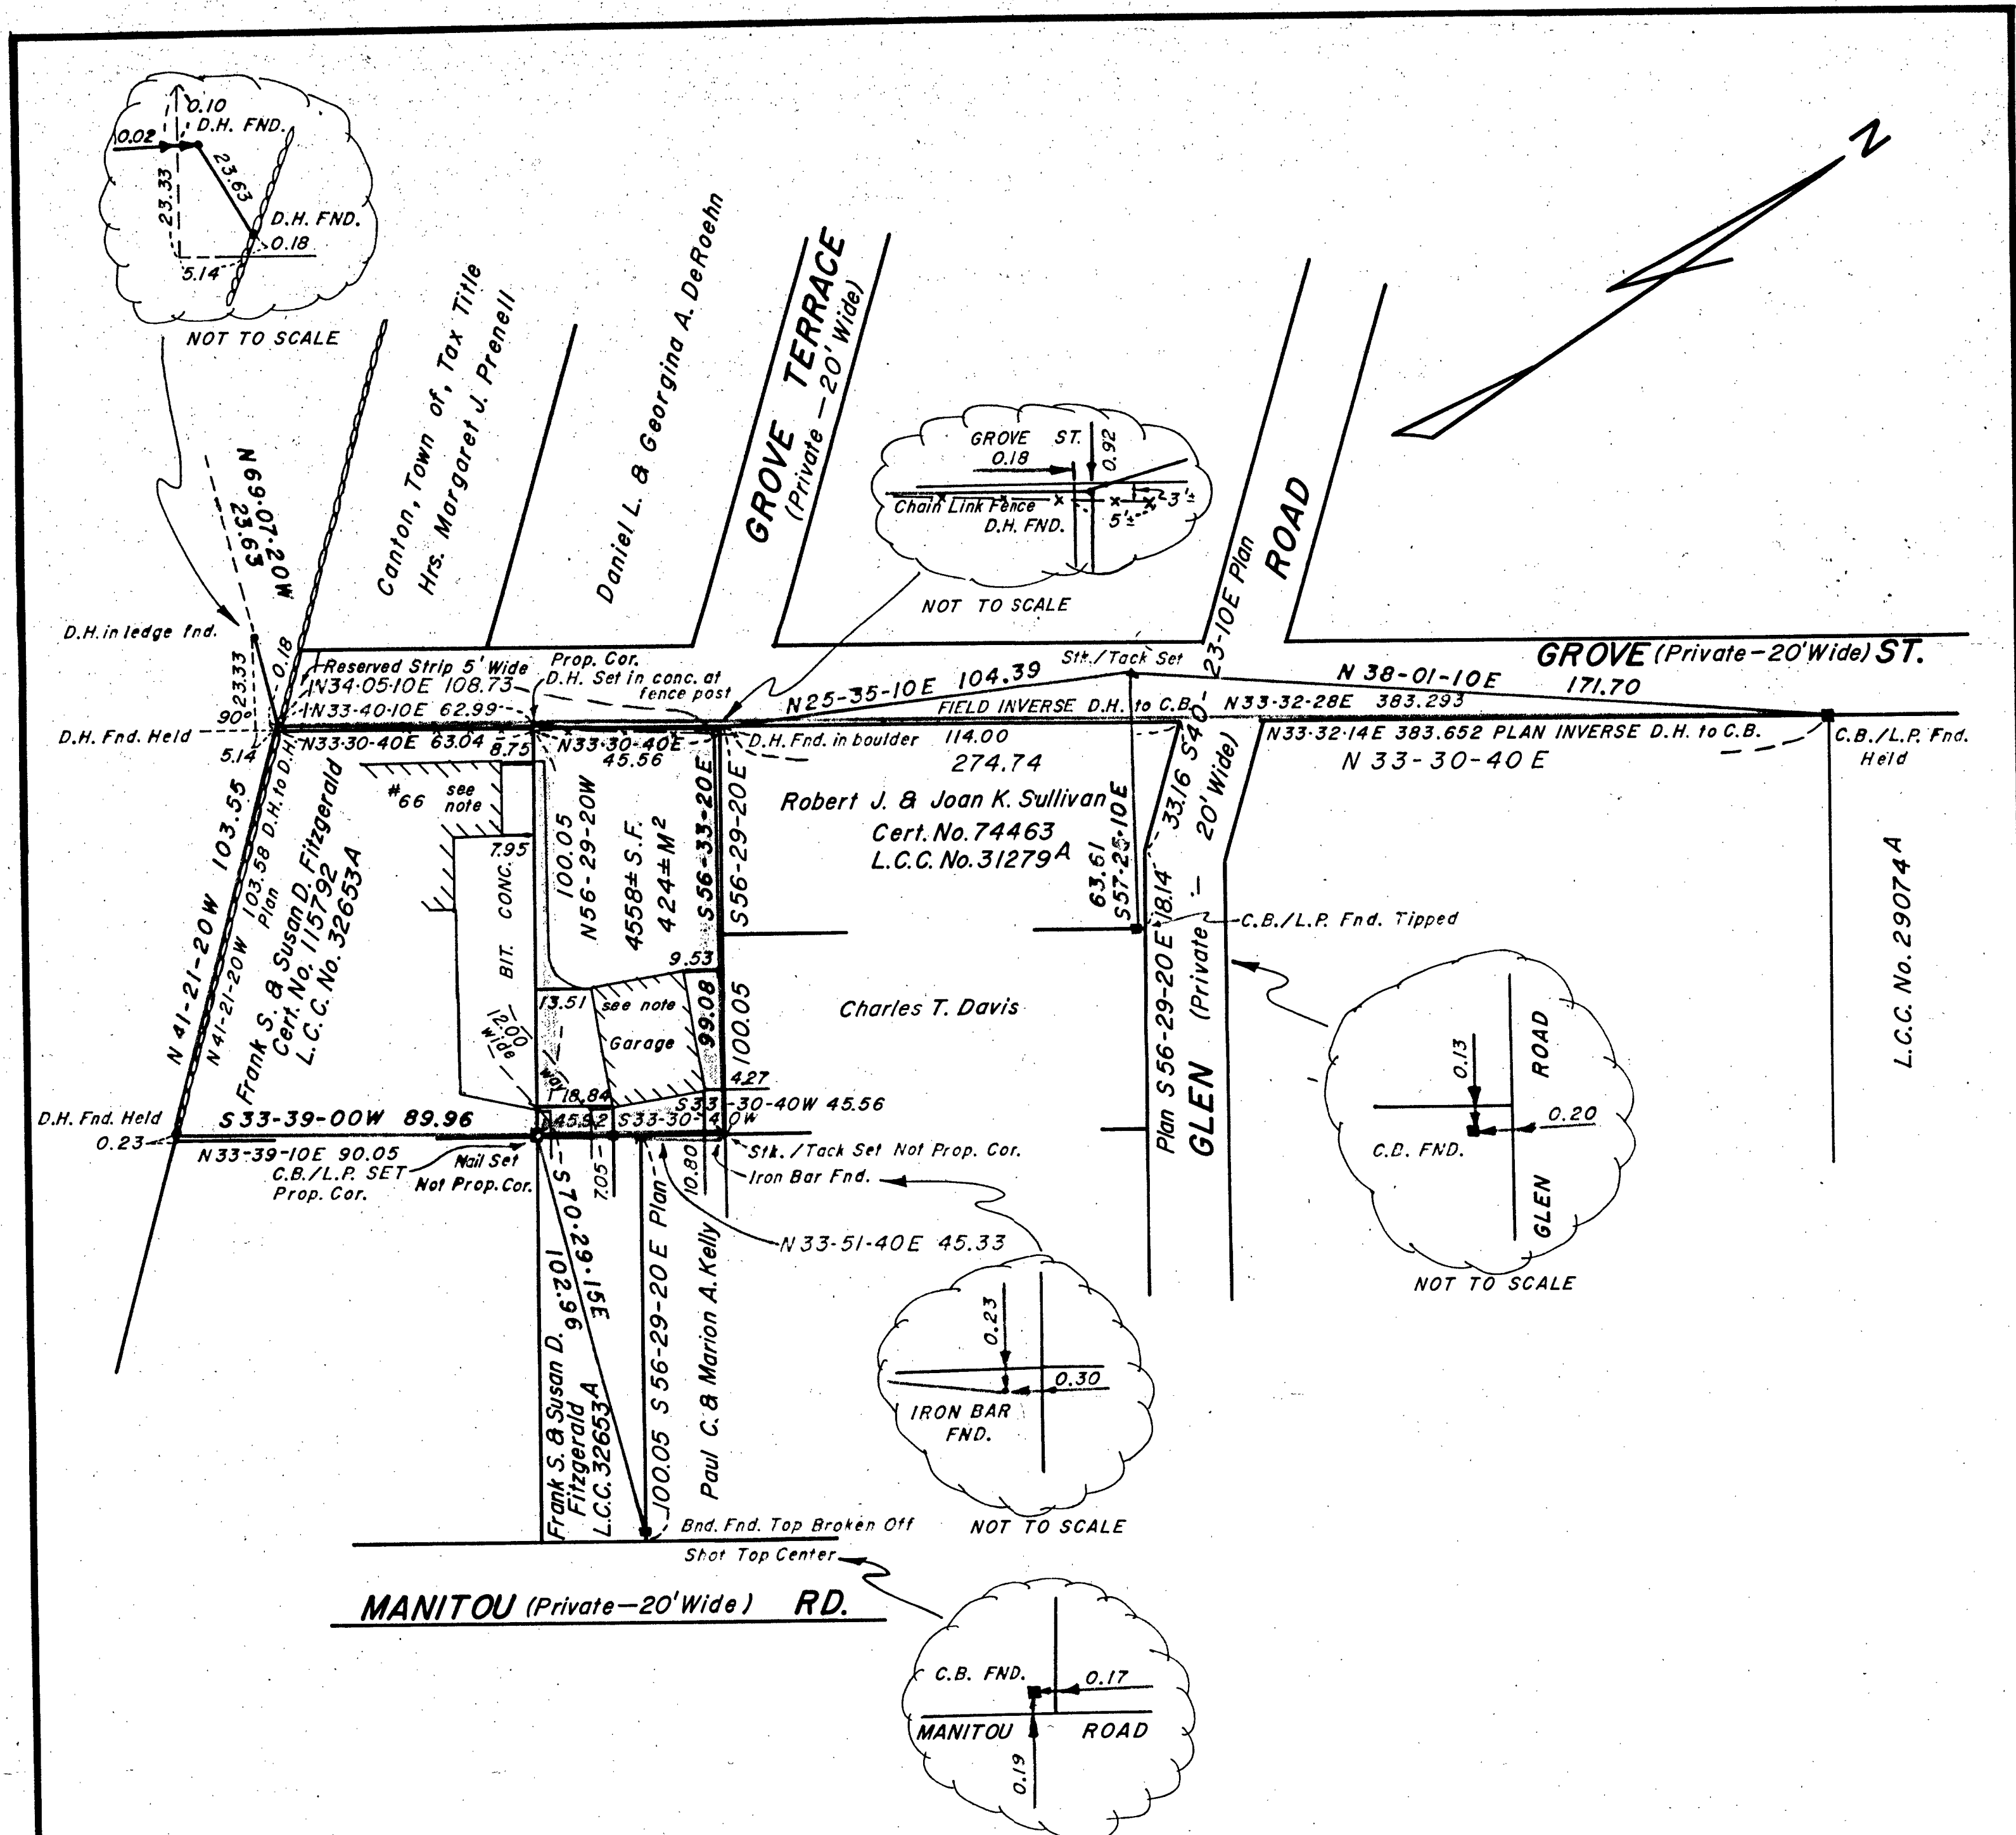 0.10
D.H. FND.
0.02
23.63
23.33
D.H. FND.
0.18
5.14
NOT TO SCALE
N
Canton, Town of, Tax Title
Hrs. Margaret J. Prenell
Daniel L. & Georgina A. DeRoehn
GROVE TERRACE
(Private — 20' Wide)
GROVE ST.
0.18
0.92
Chain Link Fence
D.H. FND.
5'±
2.3'±
NOT TO SCALE
ROAD
N 69-07-20W
23.63
D.H. in ledge fnd.
23.33
0.18
90°
5.14
D.H. Fnd. Held
Reserved Strip 5' Wide
N34-05-10E 108.73
N33-40-10E 62.99
N33-30-40E 63.04
Prop. Cor.
D.H. Set in conc. at
fence post
8.75
N33-30-40E
45.56
Stk./Tack Set
N25-35-10E 104.39
FIELD INVERSE D.H. to C.B. N33-32-28E 383.293
D.H. Fnd. in boulder
114.00
274.74
GROVE (Private—20' Wide) ST.
N 38-01-10E
171.70
N33-32-14E 383.652 PLAN INVERSE D.H. to C.B.
N 33-30-40 E
C.B./L.P. Fnd.
Held
33.16 S40-23-10E Plan
Robert J. & Joan K. Sullivan
Cert. No. 74463
L.C.C. No. 31279A
63.61
S57-25-10E
C.B./L.P. Fnd. Tipped
L.C.C. No. 29074A
N 41-21-20W 103.55
N 41-21-20W 103.58 D.H. to D.H.
Plan
Frank S. & Susan D. Fitzgerald
Cert. No. 115792
L.C.C. No. 32653A
#66 see
note
7.95
BIT. CONC.
12.00
wide
way
100.05
N56-29-20W
4558± S.F.
424± M²
S56-33-20E
99.08
S56-29-20E
100.05
9.53
13.51
see note
Garage
4.27
18.84
Charles T. Davis
Plan S 56-29-20 E 18.14
GLEN (Private — 20' Wide)
0.13
ROAD
0.20
C.B. FND.
GLEN
NOT TO SCALE
D.H. Fnd. Held
0.23
S33-39-00W 89.96
N33-39-10E 90.05
C.B./L.P. SET
Prop. Cor.
Nail Set
Not Prop. Cor.
45.92 S33-30-40W
S33-30-40W 45.56
7.05
10.80
Stk./Tack Set Not Prop. Cor.
Iron Bar Fnd.
N33-51-40E 45.33
S70-29-15E
102.96
Frank S. & Susan D.
Fitzgerald
L.C.C. 32653A
100.05 S 56-29-20 E Plan
Paul C. & Marion A. Kelly
0.23
0.30
IRON BAR
FND.
NOT TO SCALE
Bnd. Fnd. Top Broken Off
Shot Top Center
MANITOU (Private—20' Wide) RD.
C.B. FND.
0.17
MANITOU ROAD
0.19